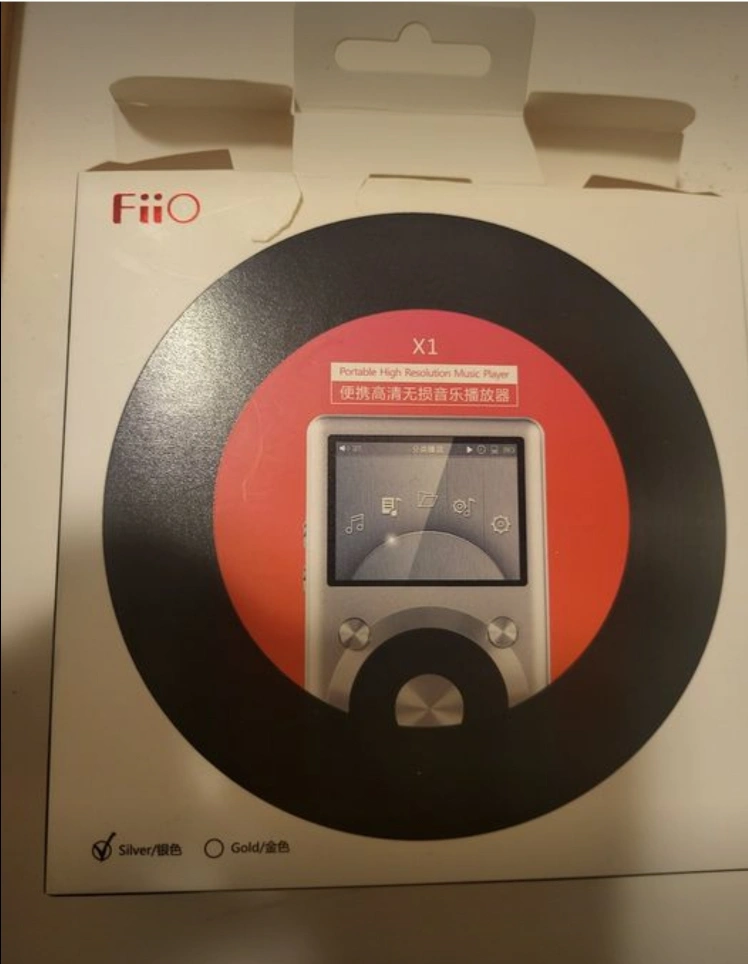 FiiO
X1
Portable High Resolution Music Player
便携高清无损音乐播放器
Silver/银色
Gold/金色